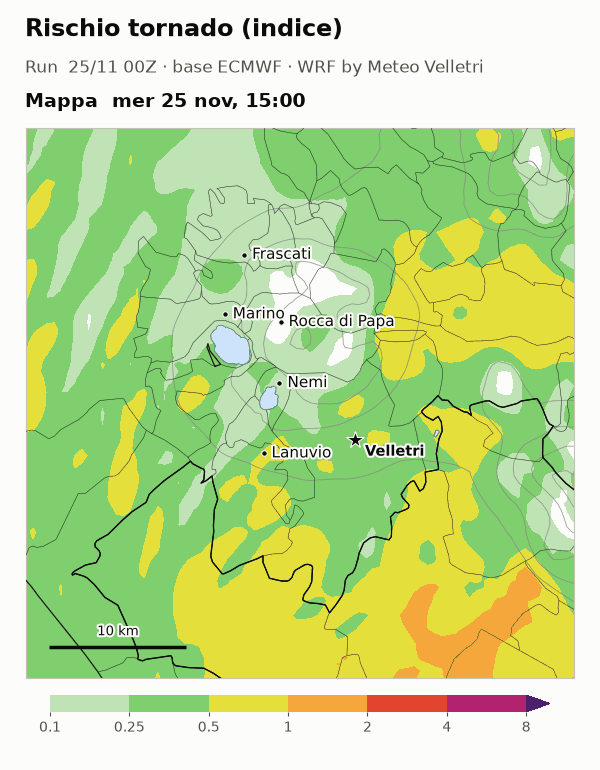 Rischio tornado (indice)
Run  25/11 00Z · base ECMWF · WRF by Meteo Velletri
Mappa  mer 25 nov, 15:00
Frascati
Marino
Rocca di Papa
Nemi
Velletri
Lanuvio
10 km
0.1 0.25 0.5 1 2 4 8